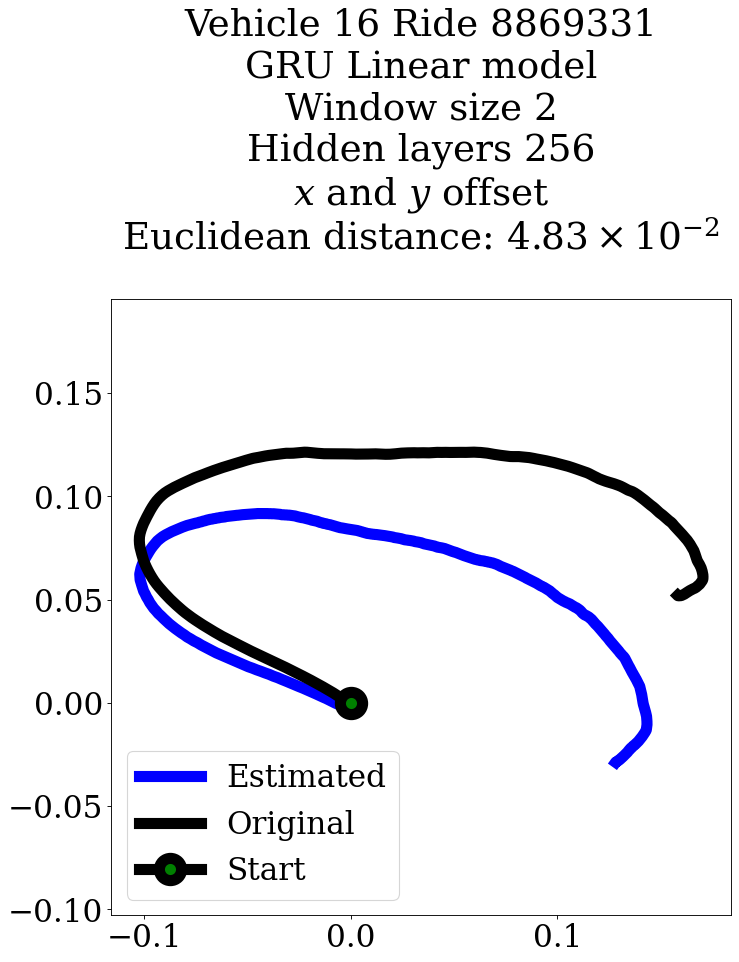 Vehicle 16 Ride 8869331
GRU Linear model
Window size 2
Hidden layers 256
x and y offset
Euclidean distance: 4.83 × 10⁻²
0.15
0.10
0.05
0.00
−0.05
−0.10
Estimated
Original
Start
−0.1 0.0 0.1